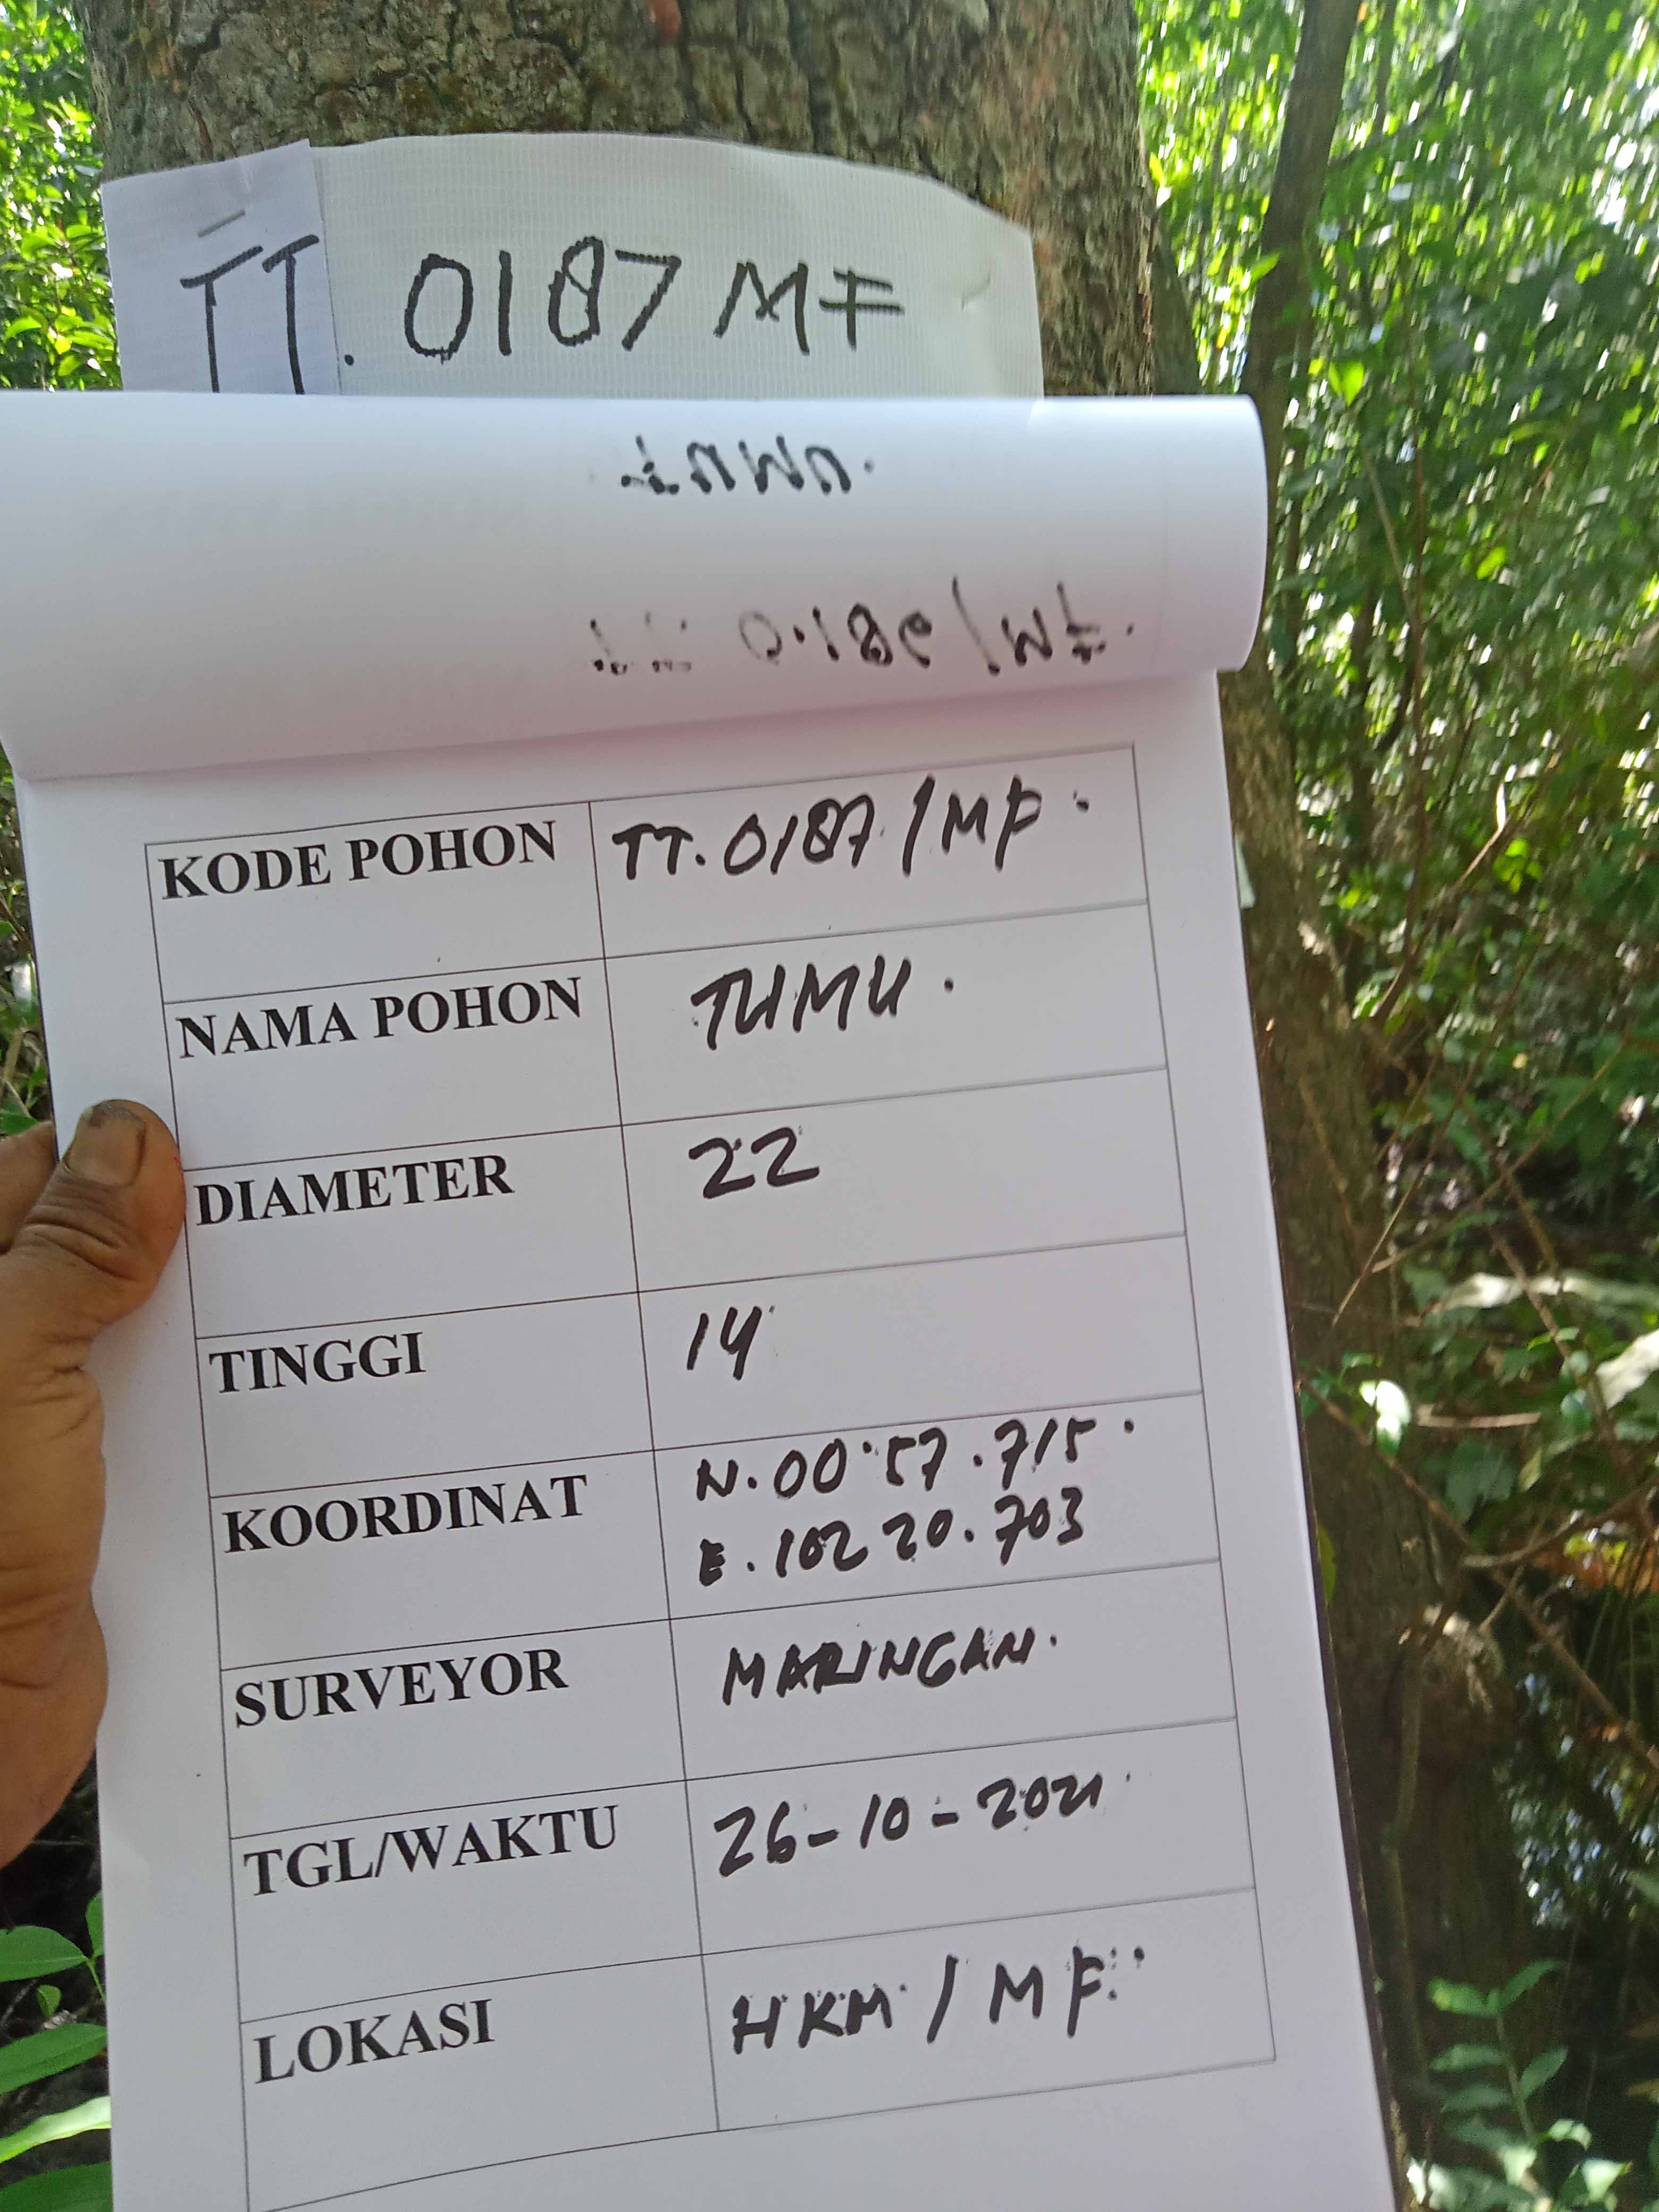 TT. 0187 MF
KODE POHON TT. 0187 / MF.
NAMA POHON TUMU.
DIAMETER 22
TINGGI 14
KOORDINAT N. 00 57.715.
E. 102 20.703
SURVEYOR MARINGAN.
TGL/WAKTU 26-10-2021
LOKASI HKM / MF.